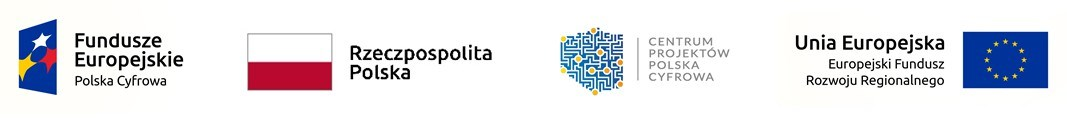 Fundusze
Europejskie
Polska Cyfrowa
Rzeczpospolita
Polska
CENTRUM
PROJEKTÓW
POLSKA
CYFROWA
Unia Europejska
Europejski Fundusz
Rozwoju Regionalnego